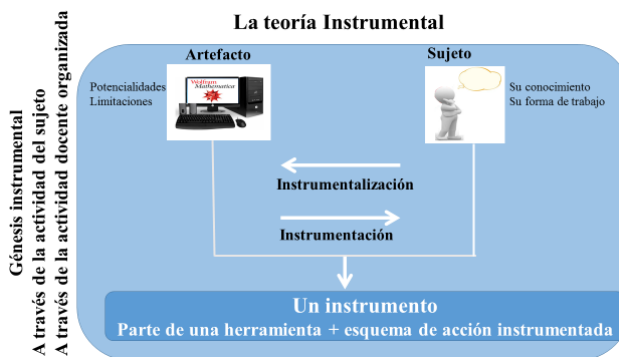 La teoría Instrumental
Génesis instrumental
A través de la actividad del sujeto
A través de la actividad docente organizada
Artefacto
Sujeto
Potencialidades
Limitaciones
Wolfram
Mathematica
Su conocimiento
Su forma de trabajo
Instrumentalización
Instrumentación
Un instrumento
Parte de una herramienta + esquema de acción instrumentada